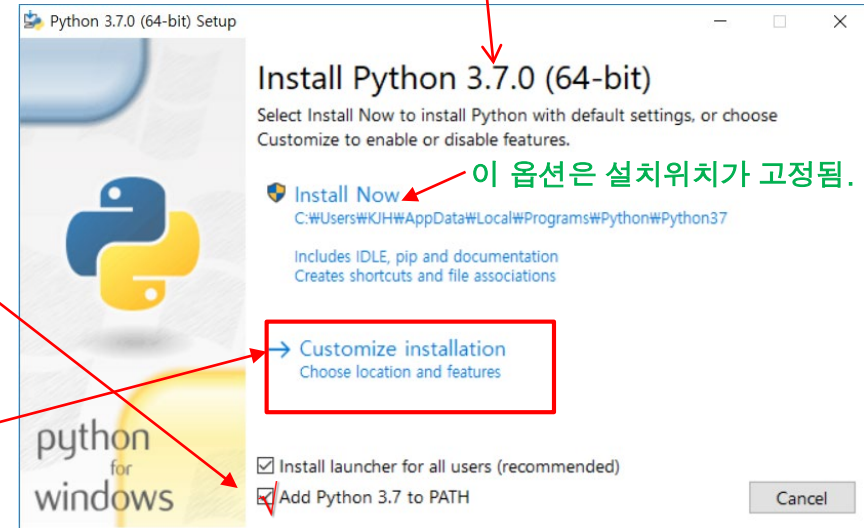 Python 3.7.0 (64-bit) Setup
Install Python 3.7.0 (64-bit)
Select Install Now to install Python with default settings, or choose
Customize to enable or disable features.
이 옵션은 설치위치가 고정됨.
Install Now
C:₩Users₩KJH₩AppData₩Local₩Programs₩Python₩Python37
Includes IDLE, pip and documentation
Creates shortcuts and file associations
→ Customize installation
Choose location and features
python
for
windows
Install launcher for all users (recommended)
Add Python 3.7 to PATH
Cancel